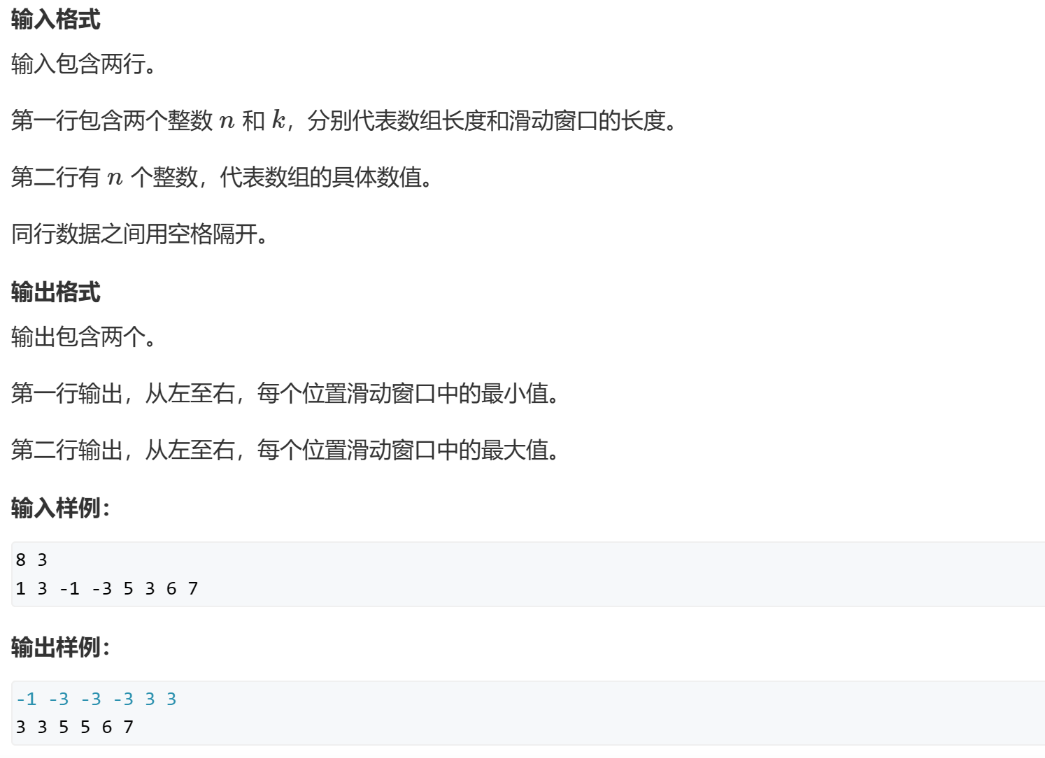 输入格式
输入包含两行。
第一行包含两个整数 n 和 k，分别代表数组长度和滑动窗口的长度。
第二行有 n 个整数，代表数组的具体数值。
同行数据之间用空格隔开。
输出格式
输出包含两个。
第一行输出，从左至右，每个位置滑动窗口中的最小值。
第二行输出，从左至右，每个位置滑动窗口中的最大值。
输入样例：
8 3
1 3 -1 -3 5 3 6 7
输出样例：
-1 -3 -3 -3 3 3
3 3 5 5 6 7